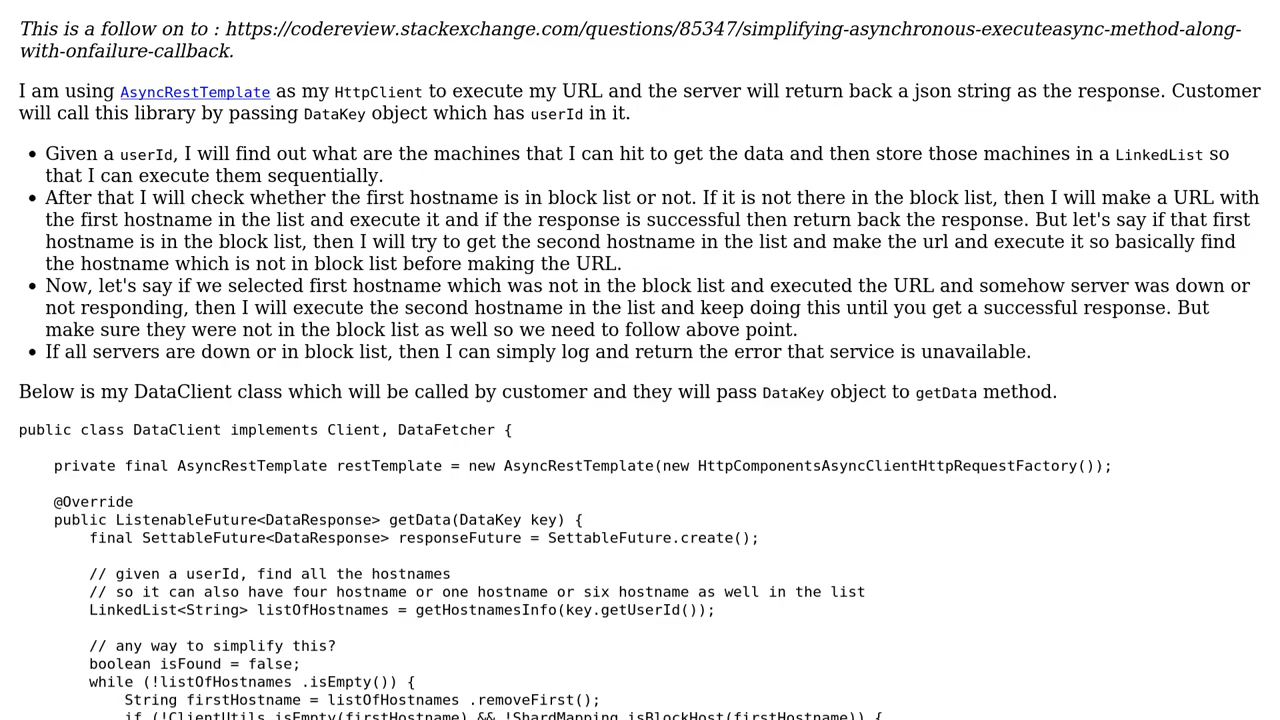 This is a follow on to : https://codereview.stackexchange.com/questions/85347/simplifying-asynchronous-executeasync-method-along-
with-onfailure-callback.
I am using AsyncRestTemplate as my HttpClient to execute my URL and the server will return back a json string as the response. Customer
will call this library by passing DataKey object which has userId in it.
• Given a userId, I will find out what are the machines that I can hit to get the data and then store those machines in a LinkedList so
that I can execute them sequentially.
• After that I will check whether the first hostname is in block list or not. If it is not there in the block list, then I will make a URL with
the first hostname in the list and execute it and if the response is successful then return back the response. But let's say if that first
hostname is in the block list, then I will try to get the second hostname in the list and make the url and execute it so basically find
the hostname which is not in block list before making the URL.
• Now, let's say if we selected first hostname which was not in the block list and executed the URL and somehow server was down or
not responding, then I will execute the second hostname in the list and keep doing this until you get a successful response. But
make sure they were not in the block list as well so we need to follow above point.
• If all servers are down or in block list, then I can simply log and return the error that service is unavailable.
Below is my DataClient class which will be called by customer and they will pass DataKey object to getData method.
public class DataClient implements Client, DataFetcher {
    private final AsyncRestTemplate restTemplate = new AsyncRestTemplate(new HttpComponentsAsyncClientHttpRequestFactory());
    @Override
    public ListenableFuture<DataResponse> getData(DataKey key) {
        final SettableFuture<DataResponse> responseFuture = SettableFuture.create();
        // given a userId, find all the hostnames
        // so it can also have four hostname or one hostname or six hostname as well in the list
        LinkedList<String> listOfHostnames = getHostnamesInfo(key.getUserId());
        // any way to simplify this?
        boolean isFound = false;
        while (!listOfHostnames .isEmpty()) {
            String firstHostname = listOfHostnames .removeFirst();
            if (!ClientUtils.isEmpty(firstHostname) && !ShardMapping.isBlockHost(firstHostname)) {